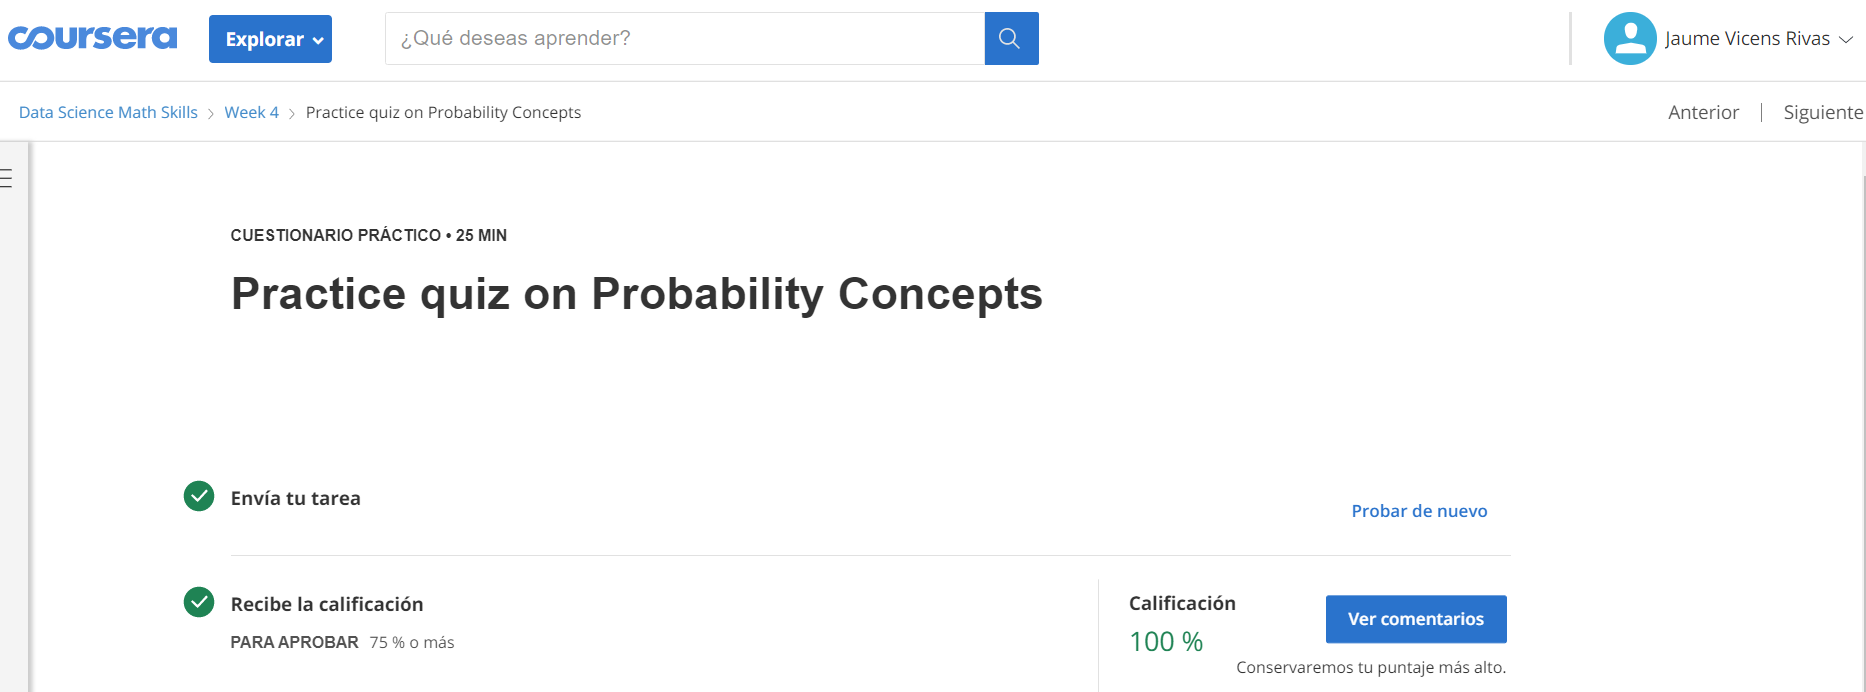 coursera Explorar ¿Qué deseas aprender? Jaume Vicens Rivas
Data Science Math Skills > Week 4 > Practice quiz on Probability Concepts Anterior | Siguiente
CUESTIONARIO PRÁCTICO • 25 MIN
Practice quiz on Probability Concepts
Envía tu tarea
Probar de nuevo
Recibe la calificación
PARA APROBAR 75 % o más
Calificación
100 %
Ver comentarios
Conservaremos tu puntaje más alto.